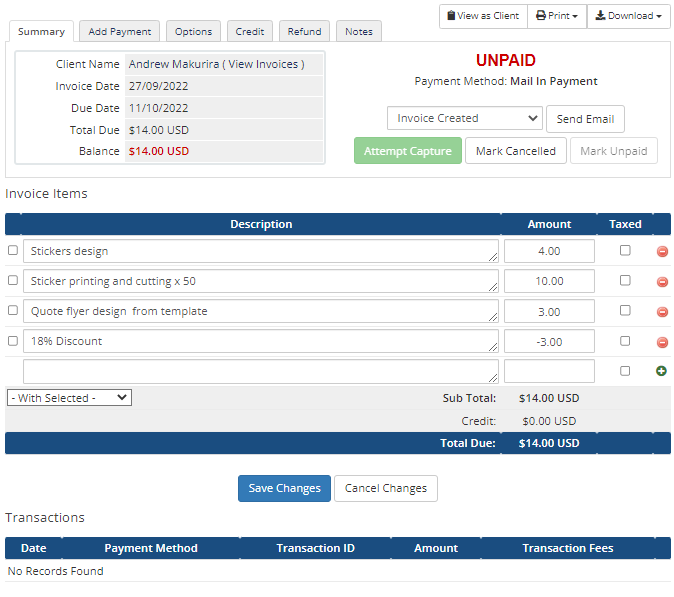 View as Client Print Download
Summary Add Payment Options Credit Refund Notes
Client Name Andrew Makurira ( View Invoices )
Invoice Date 27/09/2022
Due Date 11/10/2022
Total Due $14.00 USD
Balance $14.00 USD
UNPAID
Payment Method: Mail In Payment
Invoice Created Send Email
Attempt Capture Mark Cancelled Mark Unpaid
Invoice Items
Description Amount Taxed
Stickers design 4.00
Sticker printing and cutting x 50 10.00
Quote flyer design from template 3.00
18% Discount -3.00
- With Selected - Sub Total: $14.00 USD
Credit: $0.00 USD
Total Due: $14.00 USD
Save Changes Cancel Changes
Transactions
Date Payment Method Transaction ID Amount Transaction Fees
No Records Found